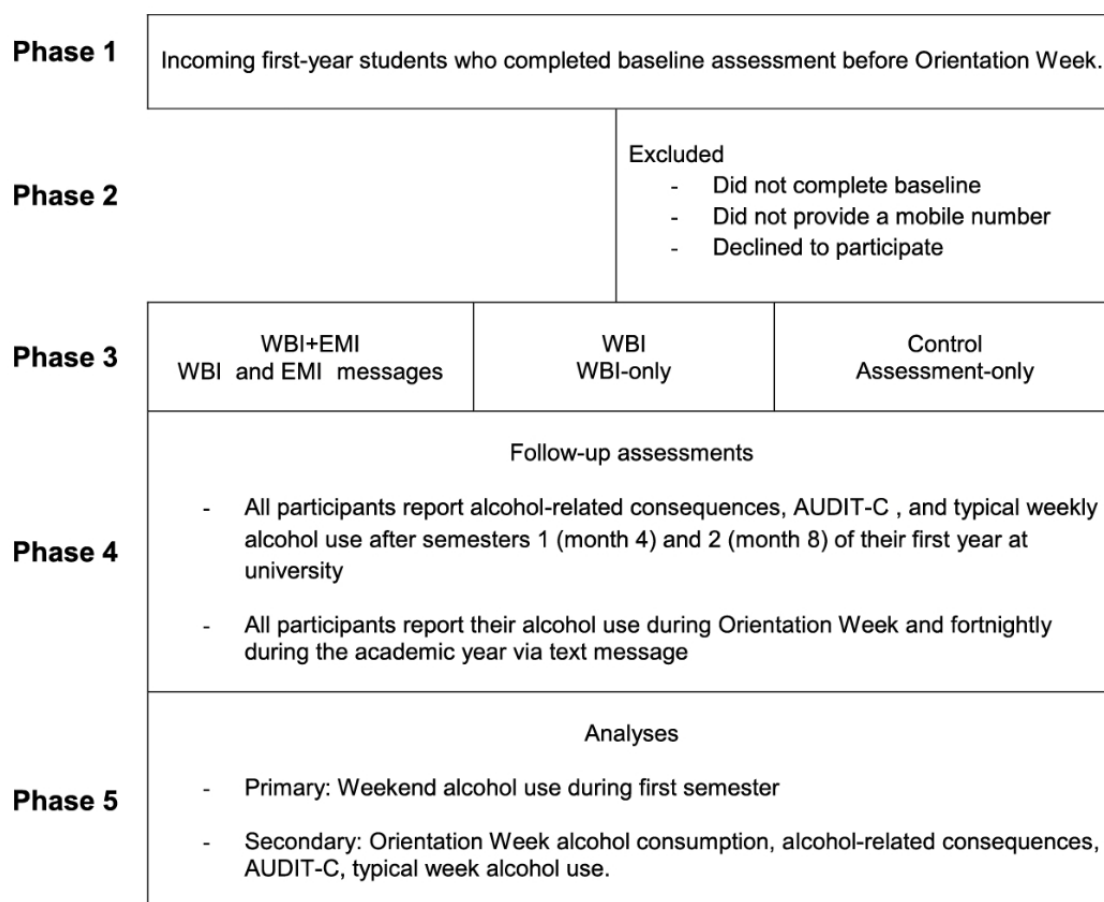 Phase 1
Incoming first-year students who completed baseline assessment before Orientation Week.
Phase 2
Excluded
- Did not complete baseline
- Did not provide a mobile number
- Declined to participate
Phase 3
WBI+EMI
WBI and EMI messages
WBI
WBI-only
Control
Assessment-only
Phase 4
Follow-up assessments
- All participants report alcohol-related consequences, AUDIT-C , and typical weekly
alcohol use after semesters 1 (month 4) and 2 (month 8) of their first year at
university
- All participants report their alcohol use during Orientation Week and fortnightly
during the academic year via text message
Phase 5
Analyses
- Primary: Weekend alcohol use during first semester
- Secondary: Orientation Week alcohol consumption, alcohol-related consequences,
AUDIT-C, typical week alcohol use.